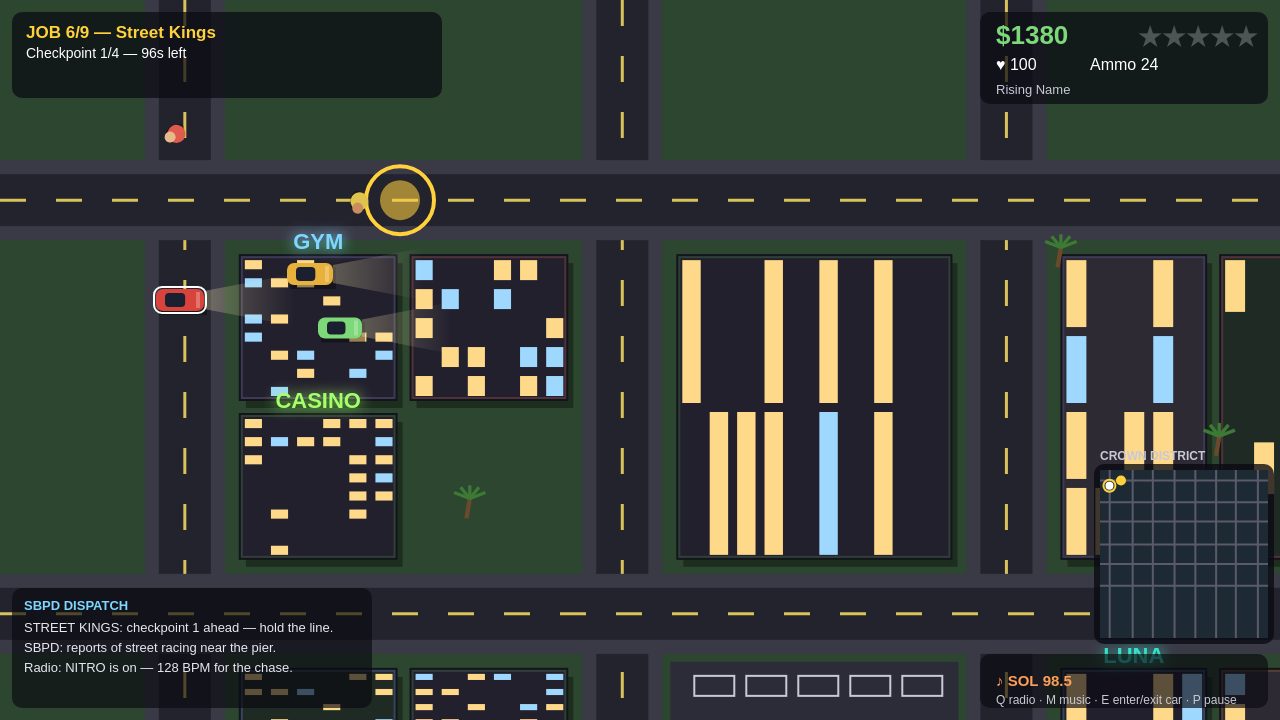 JOB 6/9 — Street Kings
Checkpoint 1/4 — 96s left
$1380 ★★★★★
♥ 100 Ammo 24
Rising Name
GYM
CASINO
CROWN DISTRICT
SBPD DISPATCH
STREET KINGS: checkpoint 1 ahead — hold the line.
SBPD: reports of street racing near the pier.
Radio: NITRO is on — 128 BPM for the chase.
LUNA
♪ SOL 98.5
Q radio · M music · E enter/exit car · P pause